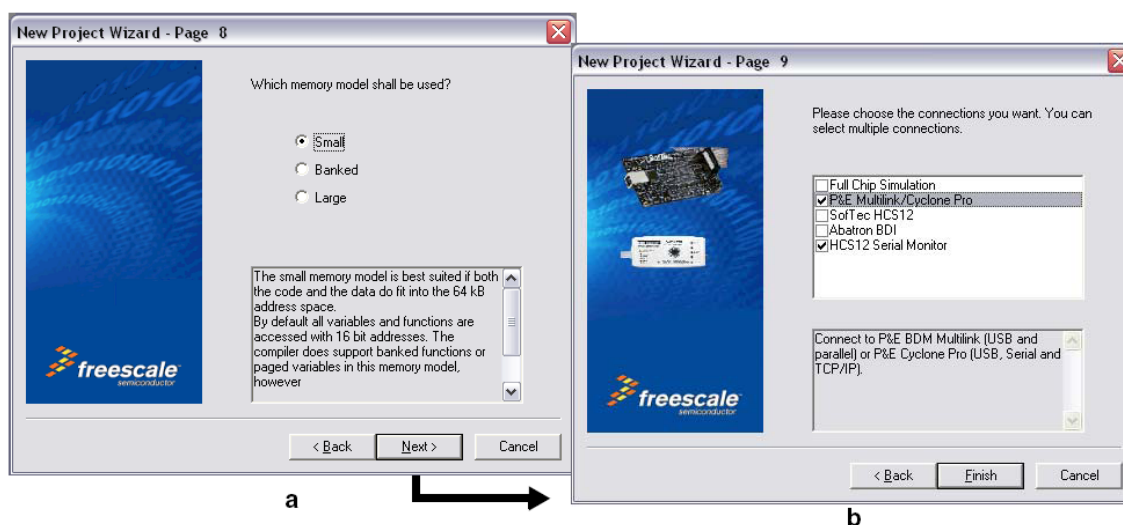 New Project Wizard - Page 8
Which memory model shall be used?
Small
Banked
Large
The small memory model is best suited if both
the code and the data do fit into the 64 kB
address space.
By default all variables and functions are
accessed with 16 bit addresses. The
compiler does support banked functions or
paged variables in this memory model,
however
freescale
semiconductor
< Back
Next >
Cancel
a
New Project Wizard - Page 9
Please choose the connections you want. You can
select multiple connections.
Full Chip Simulation
P&E Multilink/Cyclone Pro
SofTec HCS12
Abatron BDI
HCS12 Serial Monitor
Connect to P&E BDM Multilink (USB and
parallel) or P&E Cyclone Pro (USB, Serial and
TCP/IP).
freescale
semiconductor
< Back
Finish
Cancel
b